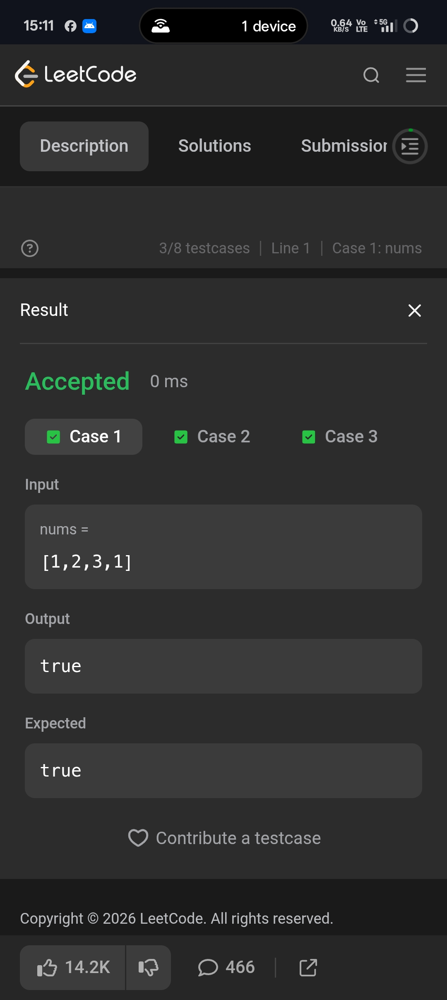 15:11
1 device
0.64 KB/S
Vo LTE
5G
LeetCode
Description Solutions Submission
3/8 testcases | Line 1 | Case 1: nums
Result
Accepted 0 ms
Case 1 Case 2 Case 3
Input
nums =
[1,2,3,1]
Output
true
Expected
true
Contribute a testcase
Copyright © 2026 LeetCode. All rights reserved.
14.2K 466